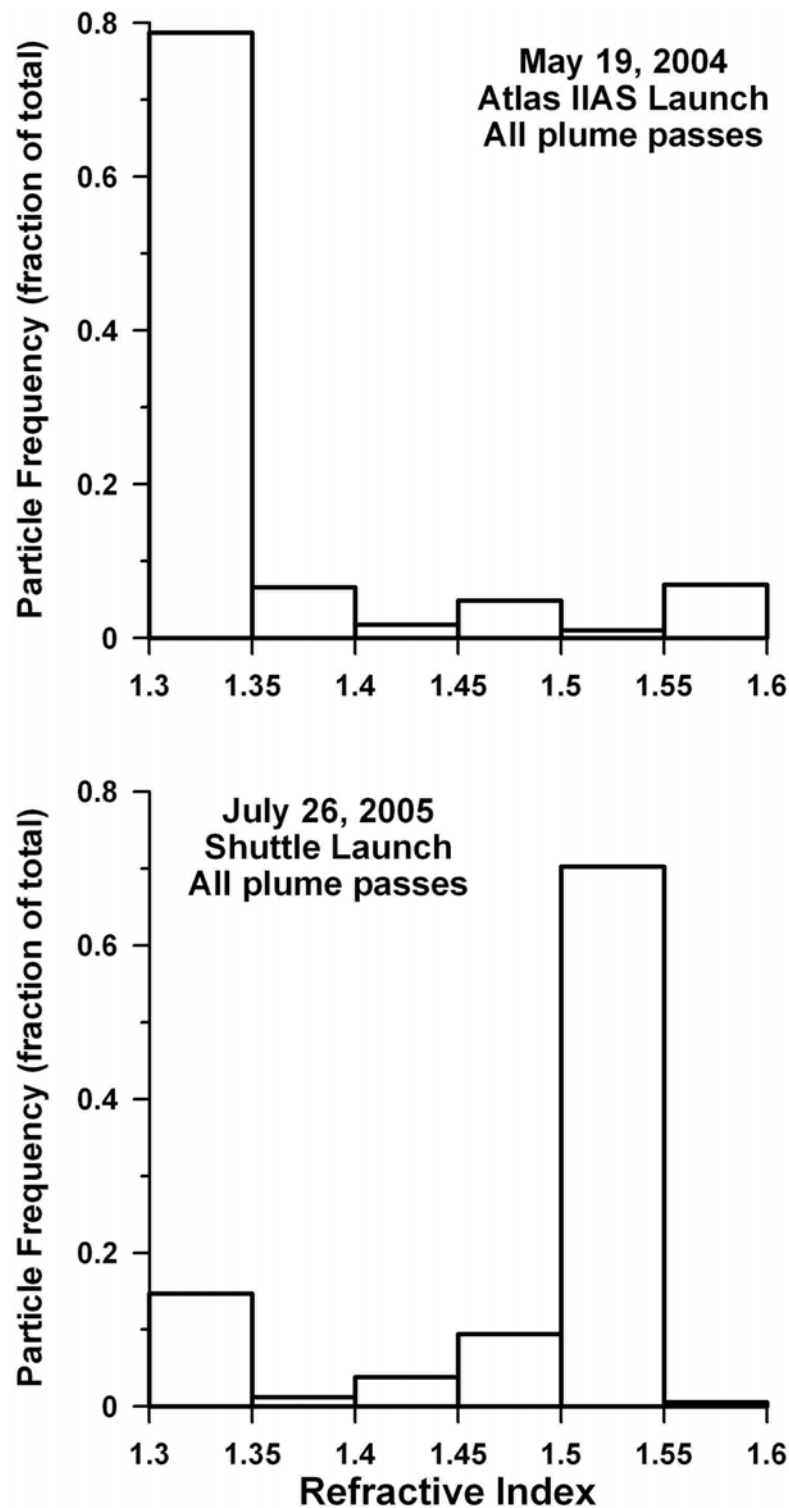 May 19, 2004
Atlas IIAS Launch
All plume passes
Particle Frequency (fraction of total)
0.8
0.6
0.4
0.2
0
1.3 1.35 1.4 1.45 1.5 1.55 1.6
July 26, 2005
Shuttle Launch
All plume passes
Particle Frequency (fraction of total)
0.8
0.6
0.4
0.2
0
1.3 1.35 1.4 1.45 1.5 1.55 1.6
Refractive Index